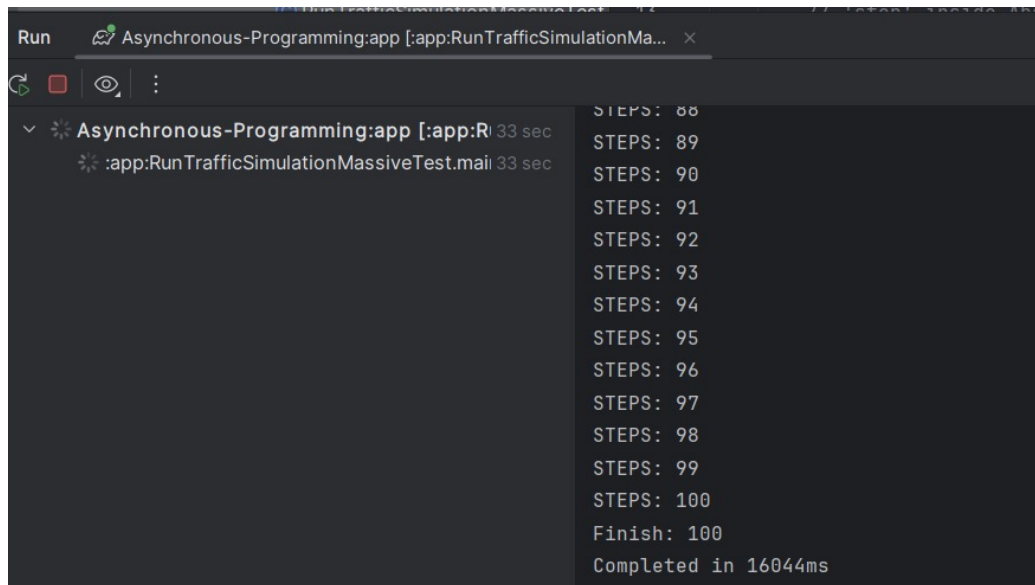 Run Asynchronous-Programming:app [:app:RunTrafficSimulationMa...
Asynchronous-Programming:app [:app:R 33 sec
:app:RunTrafficSimulationMassiveTest.mai 33 sec
STEPS: 88
STEPS: 89
STEPS: 90
STEPS: 91
STEPS: 92
STEPS: 93
STEPS: 94
STEPS: 95
STEPS: 96
STEPS: 97
STEPS: 98
STEPS: 99
STEPS: 100
Finish: 100
Completed in 16044ms